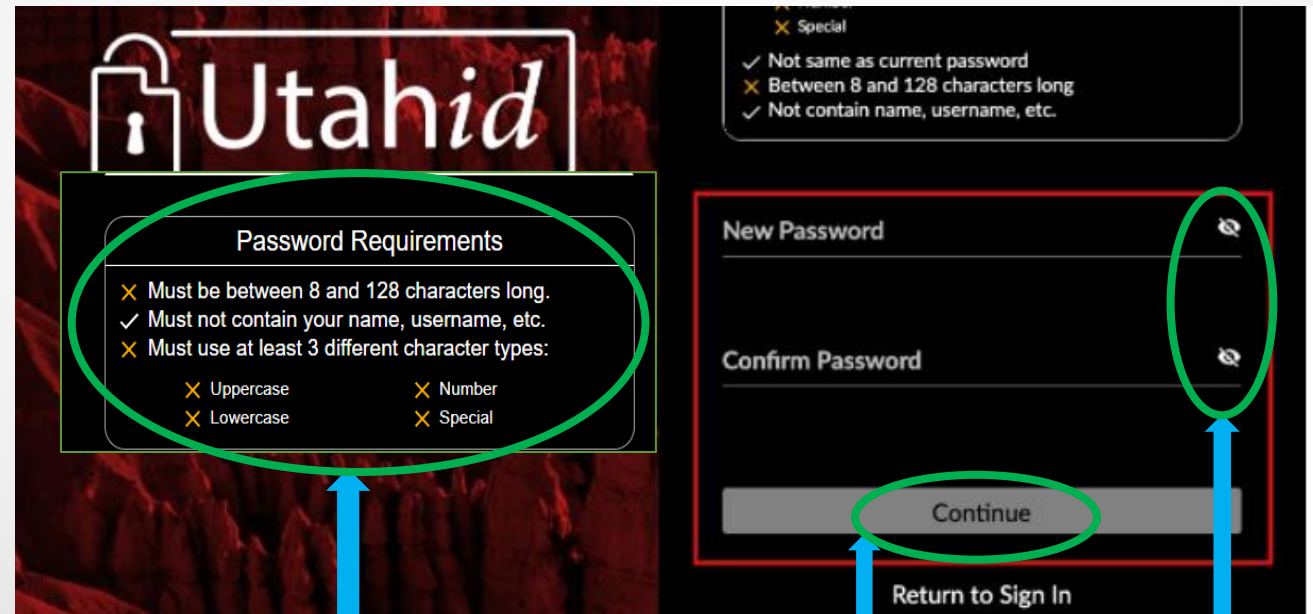 Utahid
Password Requirements
Must be between 8 and 128 characters long.
Must not contain your name, username, etc.
Must use at least 3 different character types:
Uppercase
Number
Lowercase
Special
Special
Not same as current password
Between 8 and 128 characters long
Not contain name, username, etc.
New Password
Confirm Password
Continue
Return to Sign In